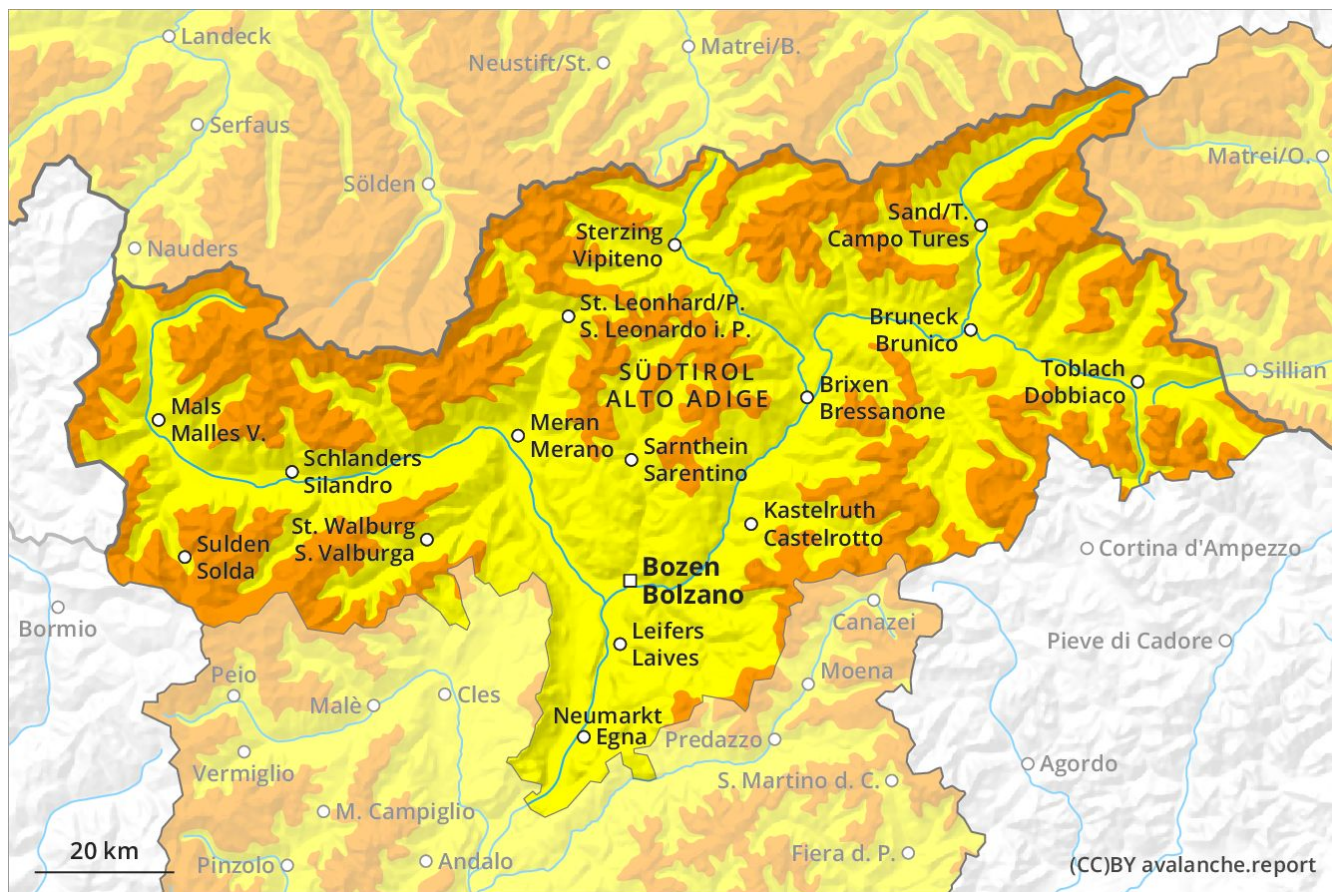 Landeck
Matrei/B.
Neustift/St.
Serfaus
Matrei/O.
Sölden
Sand/T.
Campo Tures
Sterzing
Vipiteno
Nauders
St. Leonhard/P.
S. Leonardo i. P.
Bruneck
Brunico
SÜDTIROL
ALTO ADIGE
Toblach
Dobbiaco
Sillian
Brixen
Bressanone
Mals
Malles V.
Meran
Merano
Sarnthein
Sarentino
Schlanders
Silandro
Kastelruth
Castelrotto
St. Walburg
S. Valburga
Sulden
Solda
Cortina d'Ampezzo
Bozen
Bolzano
Bormio
Canazei
Pieve di Cadore
Leifers
Laives
Moena
Peio
Malè
Cles
Neumarkt
Egna
Predazzo
Vermiglio
Agordo
S. Martino d. C.
M. Campiglio
20 km
Pinzolo
Andalo
Fiera d. P.
(CC)BY avalanche.report